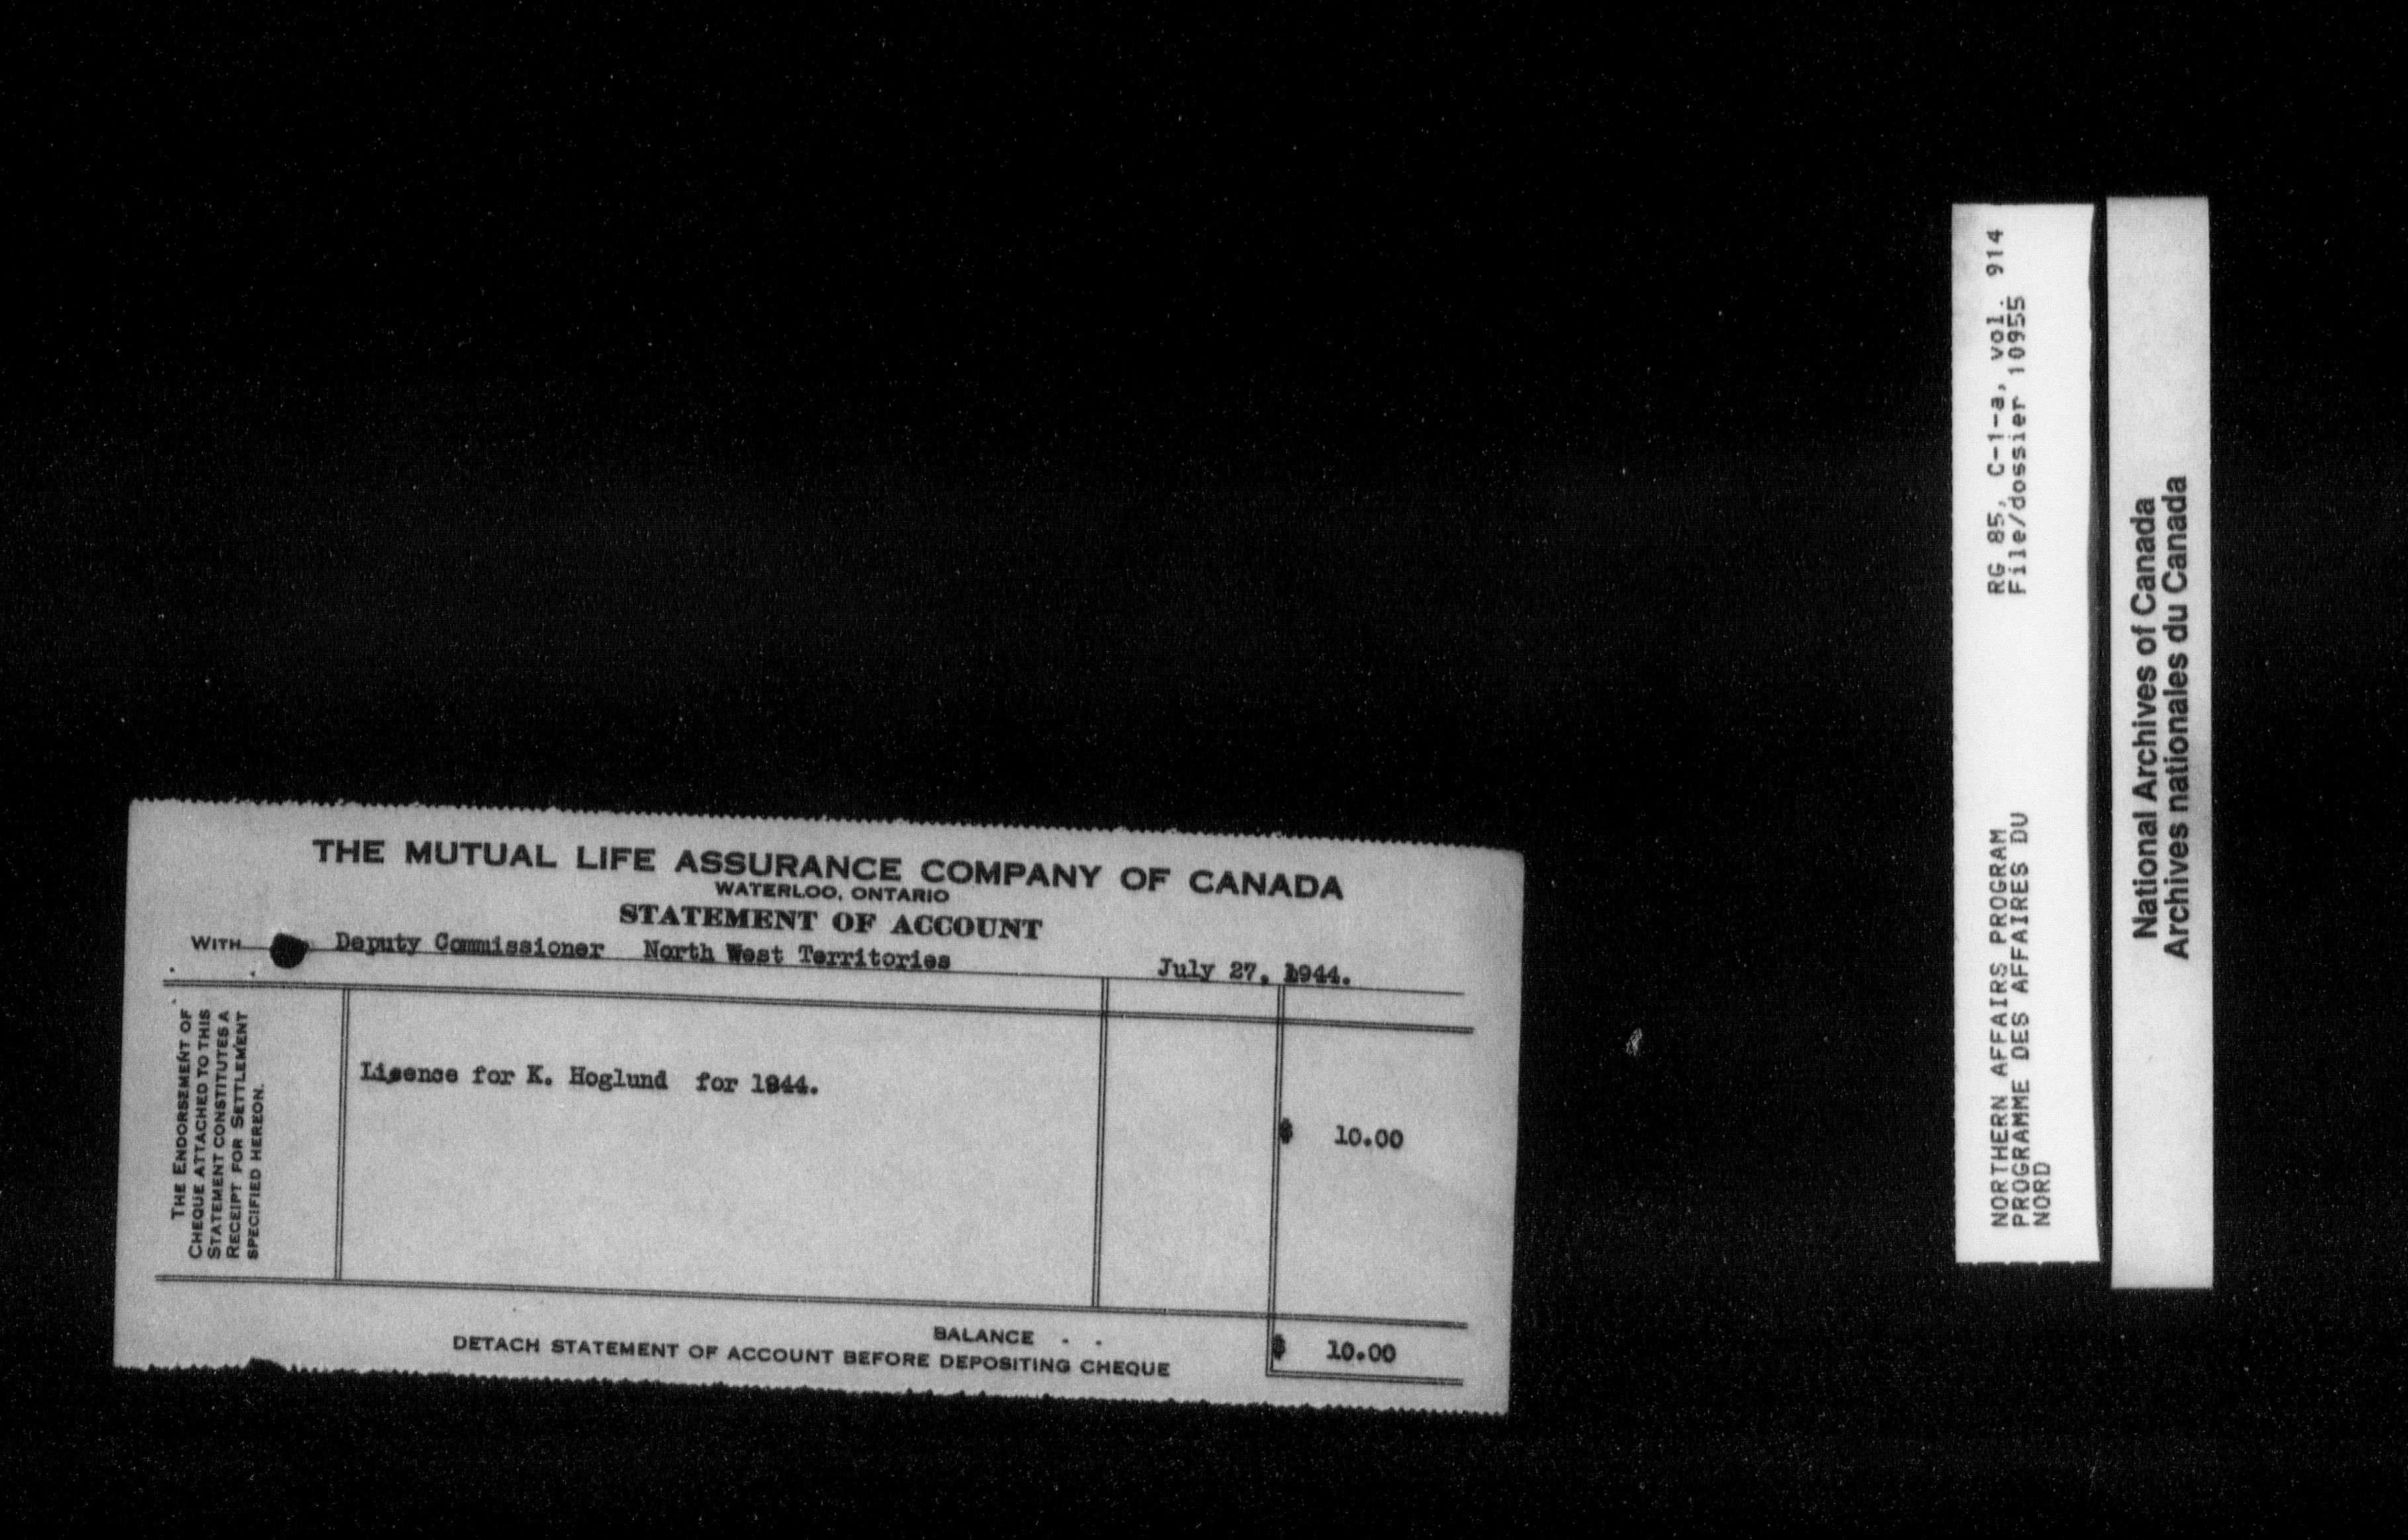 THE MUTUAL LIFE ASSURANCE COMPANY OF CANADA
WATERLOO, ONTARIO
STATEMENT OF ACCOUNT
WITH Deputy Commissioner North West Territories July 27, 1944.
THE ENDORSEMENT OF
CHEQUE ATTACHED TO THIS
STATEMENT CONSTITUTES A
RECEIPT FOR SETTLEMENT
SPECIFIED HEREON.
Lisence for K. Hoglund for 1944.
$ 10.00
BALANCE . .
$ 10.00
DETACH STATEMENT OF ACCOUNT BEFORE DEPOSITING CHEQUE
NORTHERN AFFAIRS PROGRAM
PROGRAMME DES AFFAIRES DU
NORD
RG 85, C-1-a, vol. 914
File/dossier 10955
National Archives of Canada
Archives nationales du Canada